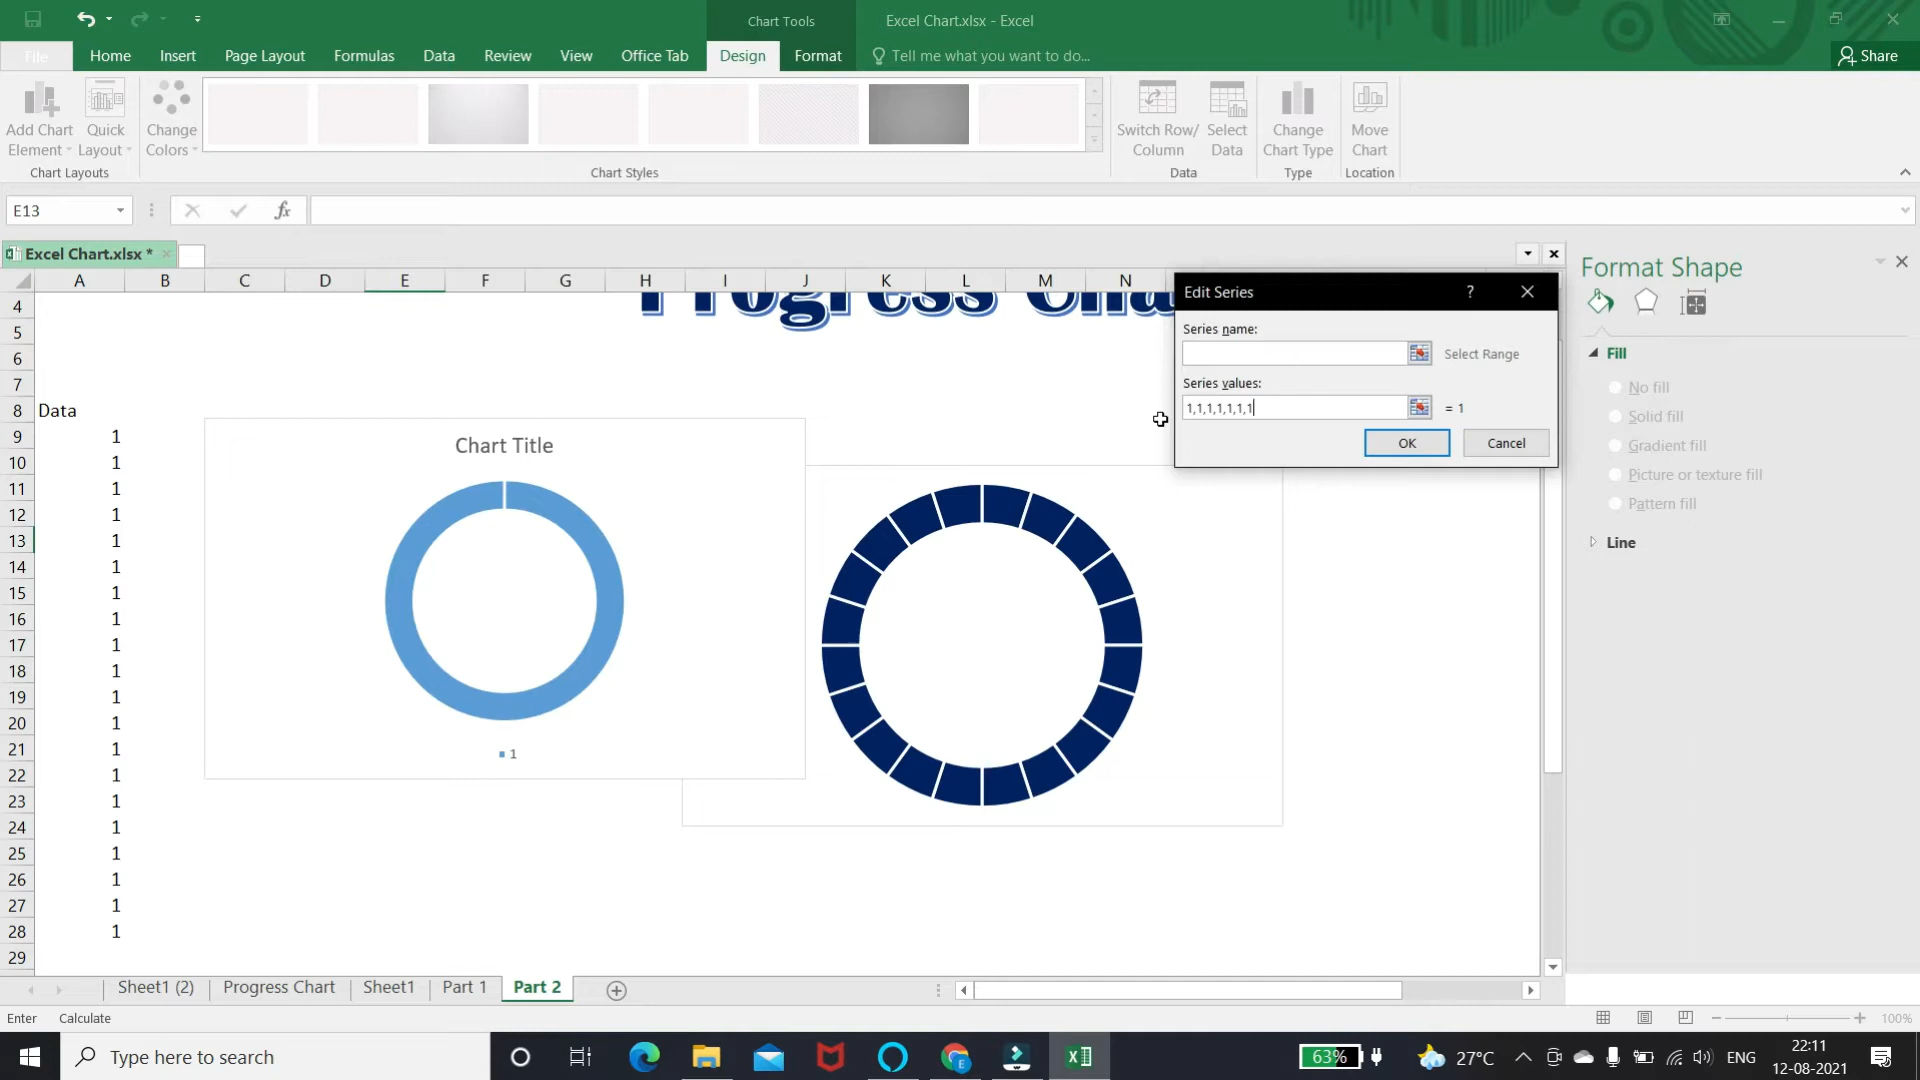 Chart Tools
Excel Chart.xlsx - Excel
File Home Insert Page Layout Formulas Data Review View Office Tab Design Format Tell me what you want to do... Share
Add Chart Element
Quick Layout
Change Colors
Switch Row/ Column
Select Data
Change Chart Type
Move Chart
Chart Layouts
Chart Styles
Data
Type
Location
E13
fx
Excel Chart.xlsx *
A B C D E F G H I J K L M N
4
5
6
7
8 Data
9 1
10 1
11 1
12 1
13 1
14 1
15 1
16 1
17 1
18 1
19 1
20 1
21 1
22 1
23 1
24 1
25 1
26 1
27 1
28 1
29
Progress Cha
Chart Title
1
Edit Series ?
Series name:
Select Range
Series values:
1,1,1,1,1,1,1 = 1
OK Cancel
Format Shape
Fill
No fill
Solid fill
Gradient fill
Picture or texture fill
Pattern fill
Line
Sheet1 (2) Progress Chart Sheet1 Part 1 Part 2
Enter Calculate
100%
Type here to search
63%
27°C
ENG
22:11
12-08-2021